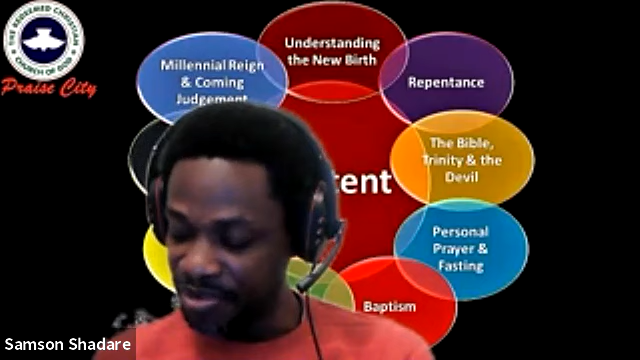 THE REDEEMED CHRISTIAN
CHURCH OF GOD
Praise City
Understanding
the New Birth
Millennial Reign
& Coming
Judgement
Repentance
The Bible,
Trinity & the
Devil
tent
Personal
Prayer &
Fasting
Baptism
Samson Shadare